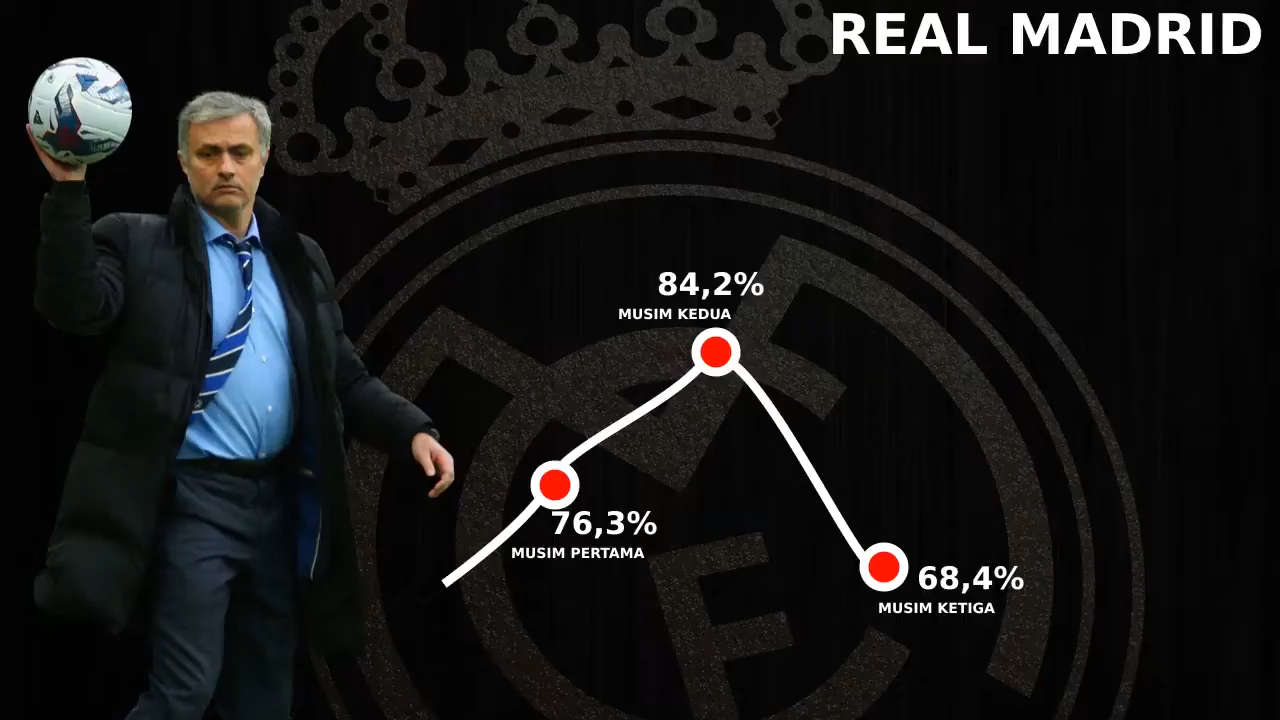 REAL MADRID
84,2%
MUSIM KEDUA
76,3%
MUSIM PERTAMA
68,4%
MUSIM KETIGA